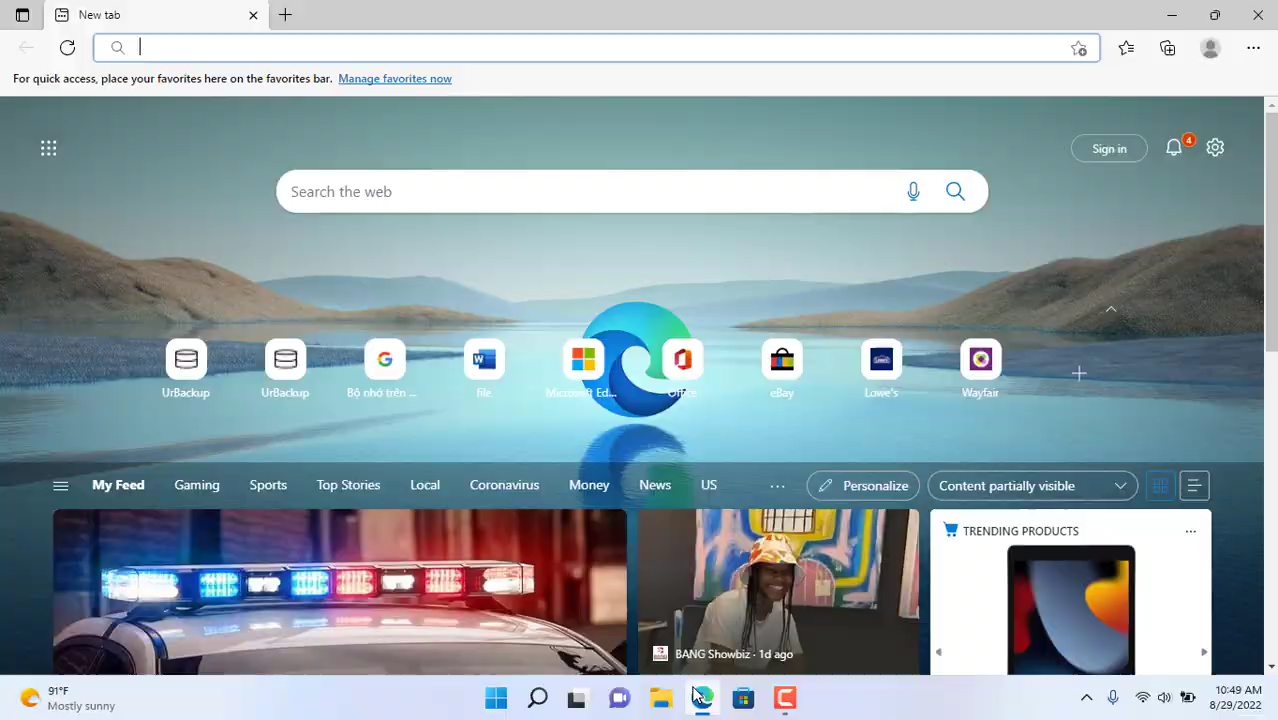 New tab
For quick access, place your favorites here on the favorites bar. Manage favorites now
Sign in
4
Search the web
UrBackup
UrBackup
Bộ nhớ trên ...
file
Microsoft Ed...
Office
eBay
Lowe's
Wayfair
My Feed
Gaming
Sports
Top Stories
Local
Coronavirus
Money
News
US
Personalize
Content partially visible
TRENDING PRODUCTS
BANG Showbiz · 1d ago
91°F
Mostly sunny
10:49 AM
8/29/2022